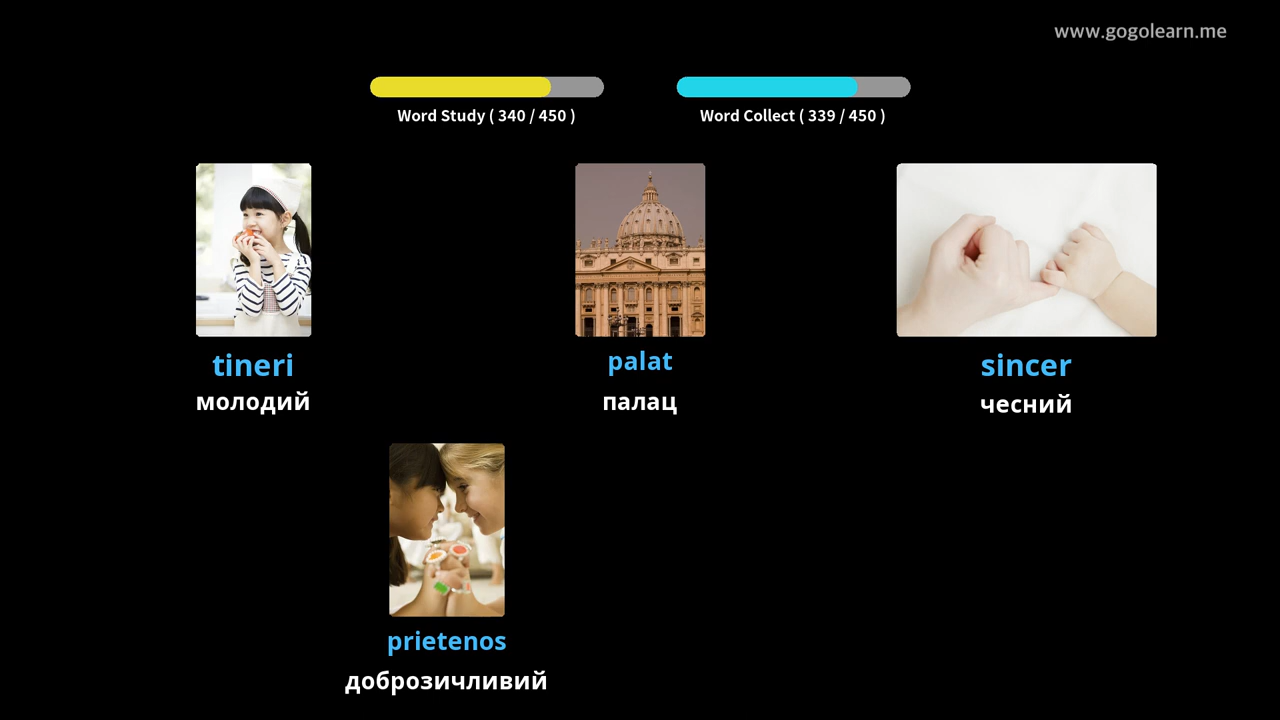 www.gogolearn.me
Word Study ( 340 / 450 )
Word Collect ( 339 / 450 )
tineri
молодий
palat
палац
sincer
чесний
prietenos
доброзичливий